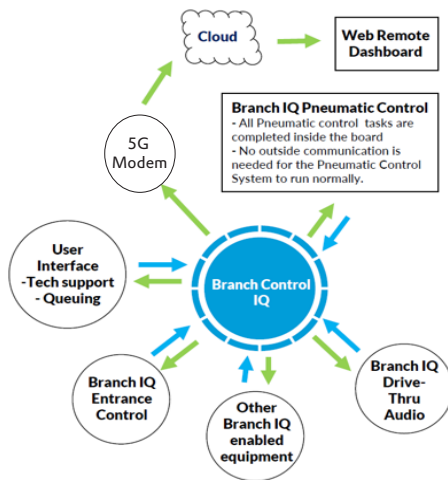 Cloud
Web Remote
Dashboard
Branch IQ Pneumatic Control
- All Pneumatic control tasks are
completed inside the board
- No outside communication is
needed for the Pneumatic Control
System to run normally.
5G
Modem
User
Interface
-Tech support
- Queuing
Branch Control
IQ
Branch IQ
Entrance
Control
Other
Branch IQ
enabled
equipment
Branch IQ
Drive-
Thru
Audio